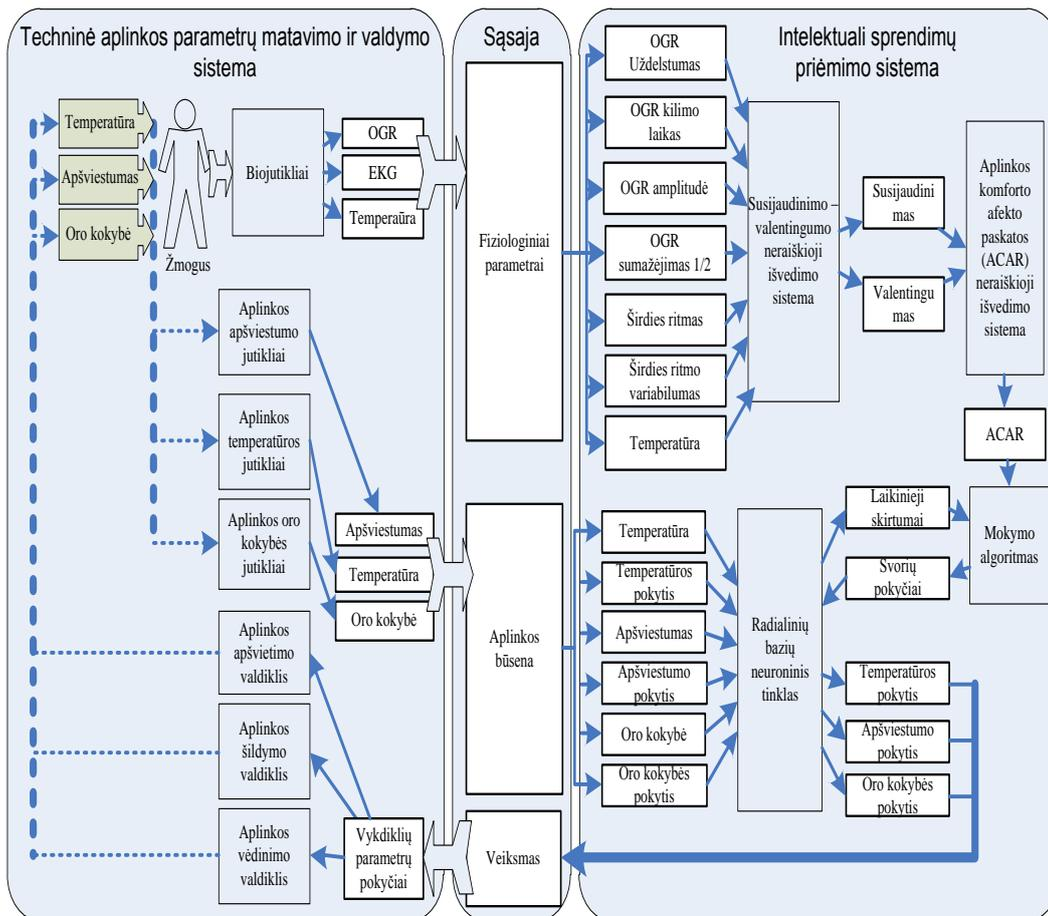 Techninė aplinkos parametrų matavimo ir valdymo
sistema
Temperatūra
Apšviestumas
Oro kokybė
Žmogus
Biojutikliai
OGR
EKG
Temperaūra
Aplinkos
apšviestumo
jutikliai
Aplinkos
temperatūros
jutikliai
Aplinkos oro
kokybės
jutikliai
Apšviestumas
Temperatūra
Oro kokybė
Aplinkos
apšvietimo
valdiklis
Aplinkos
šildymo
valdiklis
Aplinkos
vėdinimo
valdiklis
Vykdiklių
parametrų
pokyčiai
Sąsaja
Fiziologiniai
parametrai
Aplinkos
būsena
Veiksmas
Intelektuali sprendimų
priėmimo sistema
OGR
Uždelstumas
OGR kilimo
laikas
OGR amplitudė
OGR
sumažėjimas 1/2
Širdies ritmas
Širdies ritmo
variabilumas
Temperatūra
Susijaudinimo –
valentingumo
neraiškioji
išvedimo
sistema
Susijaudini
mas
Valentingu
mas
Aplinkos
komforto
afekto
paskatos
(ACAR)
neraiškioji
išvedimo
sistema
ACAR
Temperatūra
Temperatūros
pokytis
Apšviestumas
Apšviestumo
pokytis
Oro kokybė
Oro kokybės
pokytis
Radialinių
bazių
neuroninis
tinklas
Laikinieji
skirtumai
Svorių
pokyčiai
Mokymo
algoritmas
Temperatūros
pokytis
Apšviestumo
pokytis
Oro kokybės
pokytis